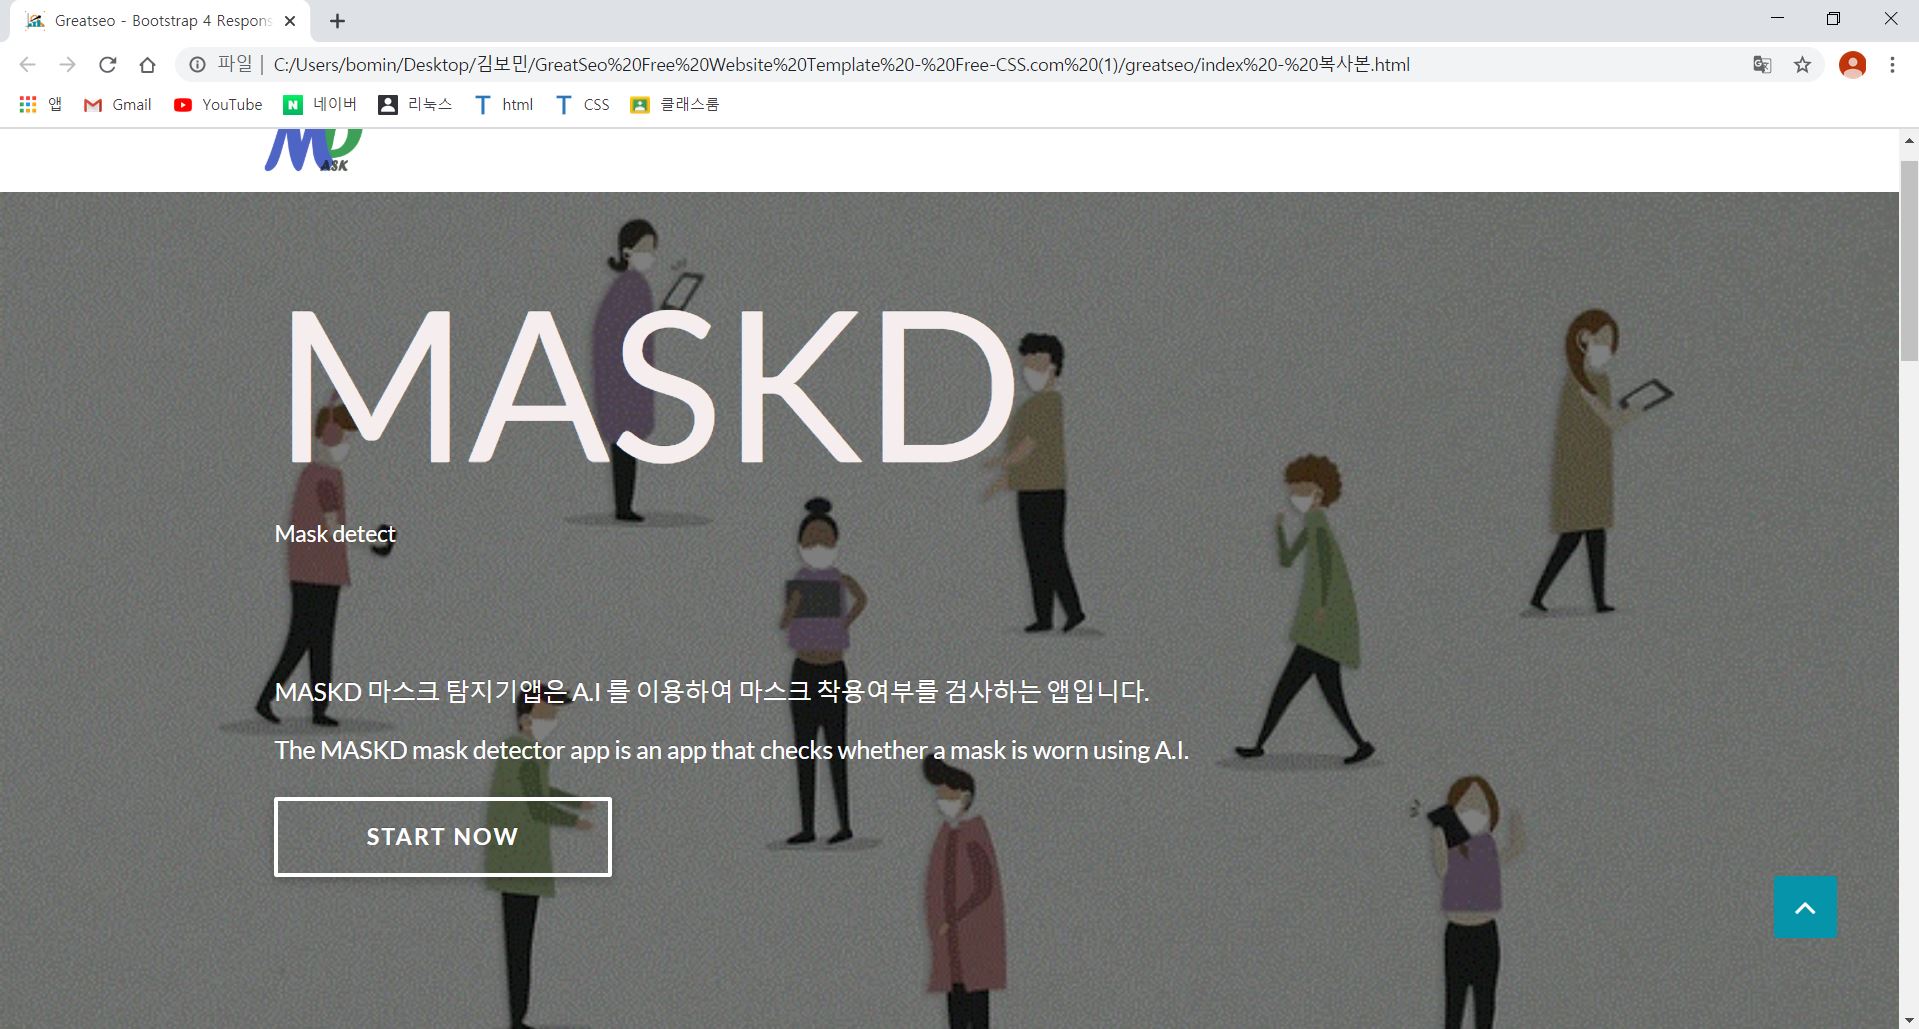 Greatseo - Bootstrap 4 Respons
파일 | C:/Users/bomin/Desktop/김보민/GreatSeo%20Free%20Website%20Template%20-%20Free-CSS.com%20(1)/greatseo/index%20-%20복사본.html
앱 Gmail YouTube 네이버 리눅스 html CSS 클래스룸
MD
ASK
MASKD
Mask detect
MASKD 마스크 탐지기앱은 A.I 를 이용하여 마스크 착용여부를 검사하는 앱입니다.
The MASKD mask detector app is an app that checks whether a mask is worn using A.I.
START NOW